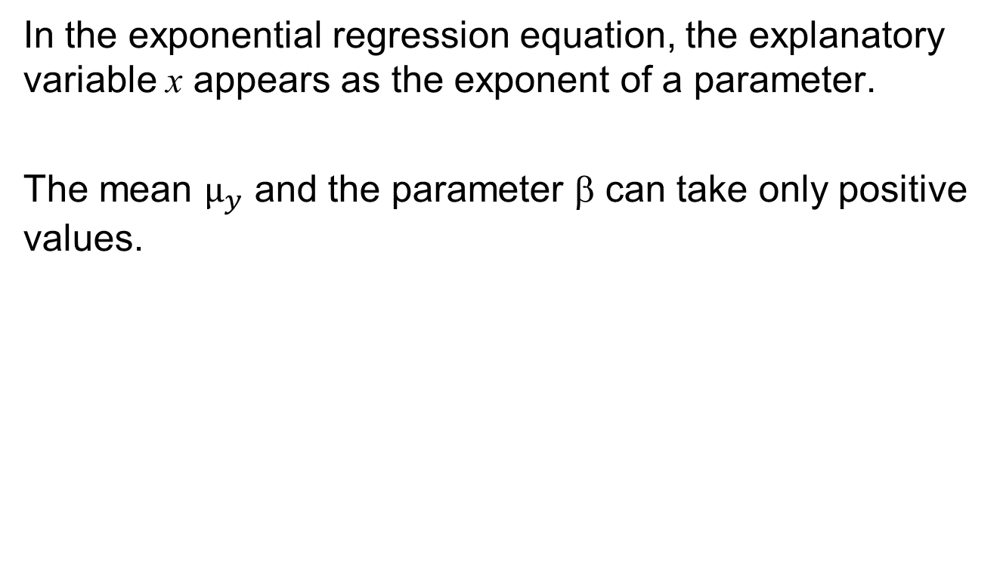 In the exponential regression equation, the explanatory
variable x appears as the exponent of a parameter.
The mean μy and the parameter β can take only positive
values.